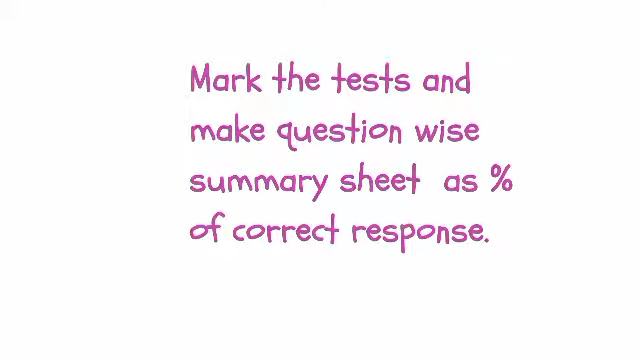 Mark the tests and
make question wise
summary sheet as %
of correct response.